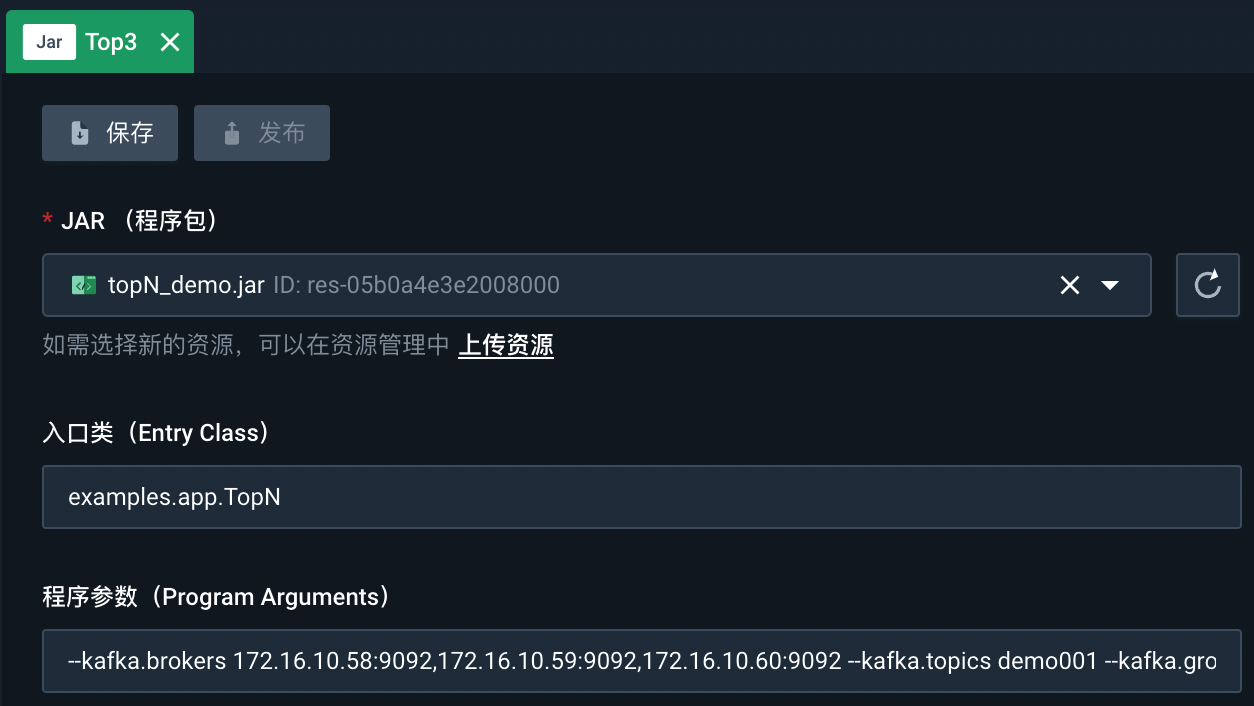 Jar Top3
保存 发布
* JAR （程序包）
topN_demo.jar ID: res-05b0a4e3e2008000
如需选择新的资源，可以在资源管理中 上传资源
入口类（Entry Class）
examples.app.TopN
程序参数（Program Arguments）
--kafka.brokers 172.16.10.58:9092,172.16.10.59:9092,172.16.10.60:9092 --kafka.topics demo001 --kafka.gro